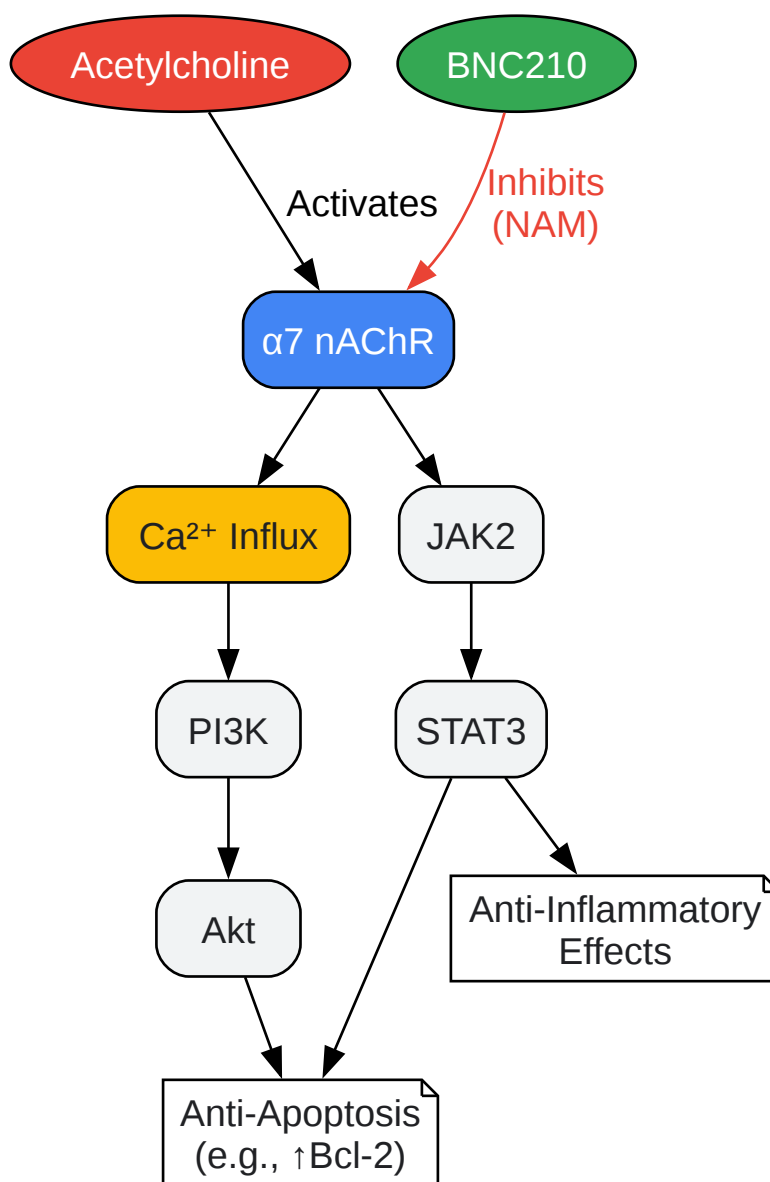 Acetylcholine
BNC210
Activates
Inhibits
(NAM)
α7 nAChR
Ca²⁺ Influx
JAK2
PI3K
STAT3
Akt
Anti-Inflammatory
Effects
Anti-Apoptosis
(e.g., ↑Bcl-2)